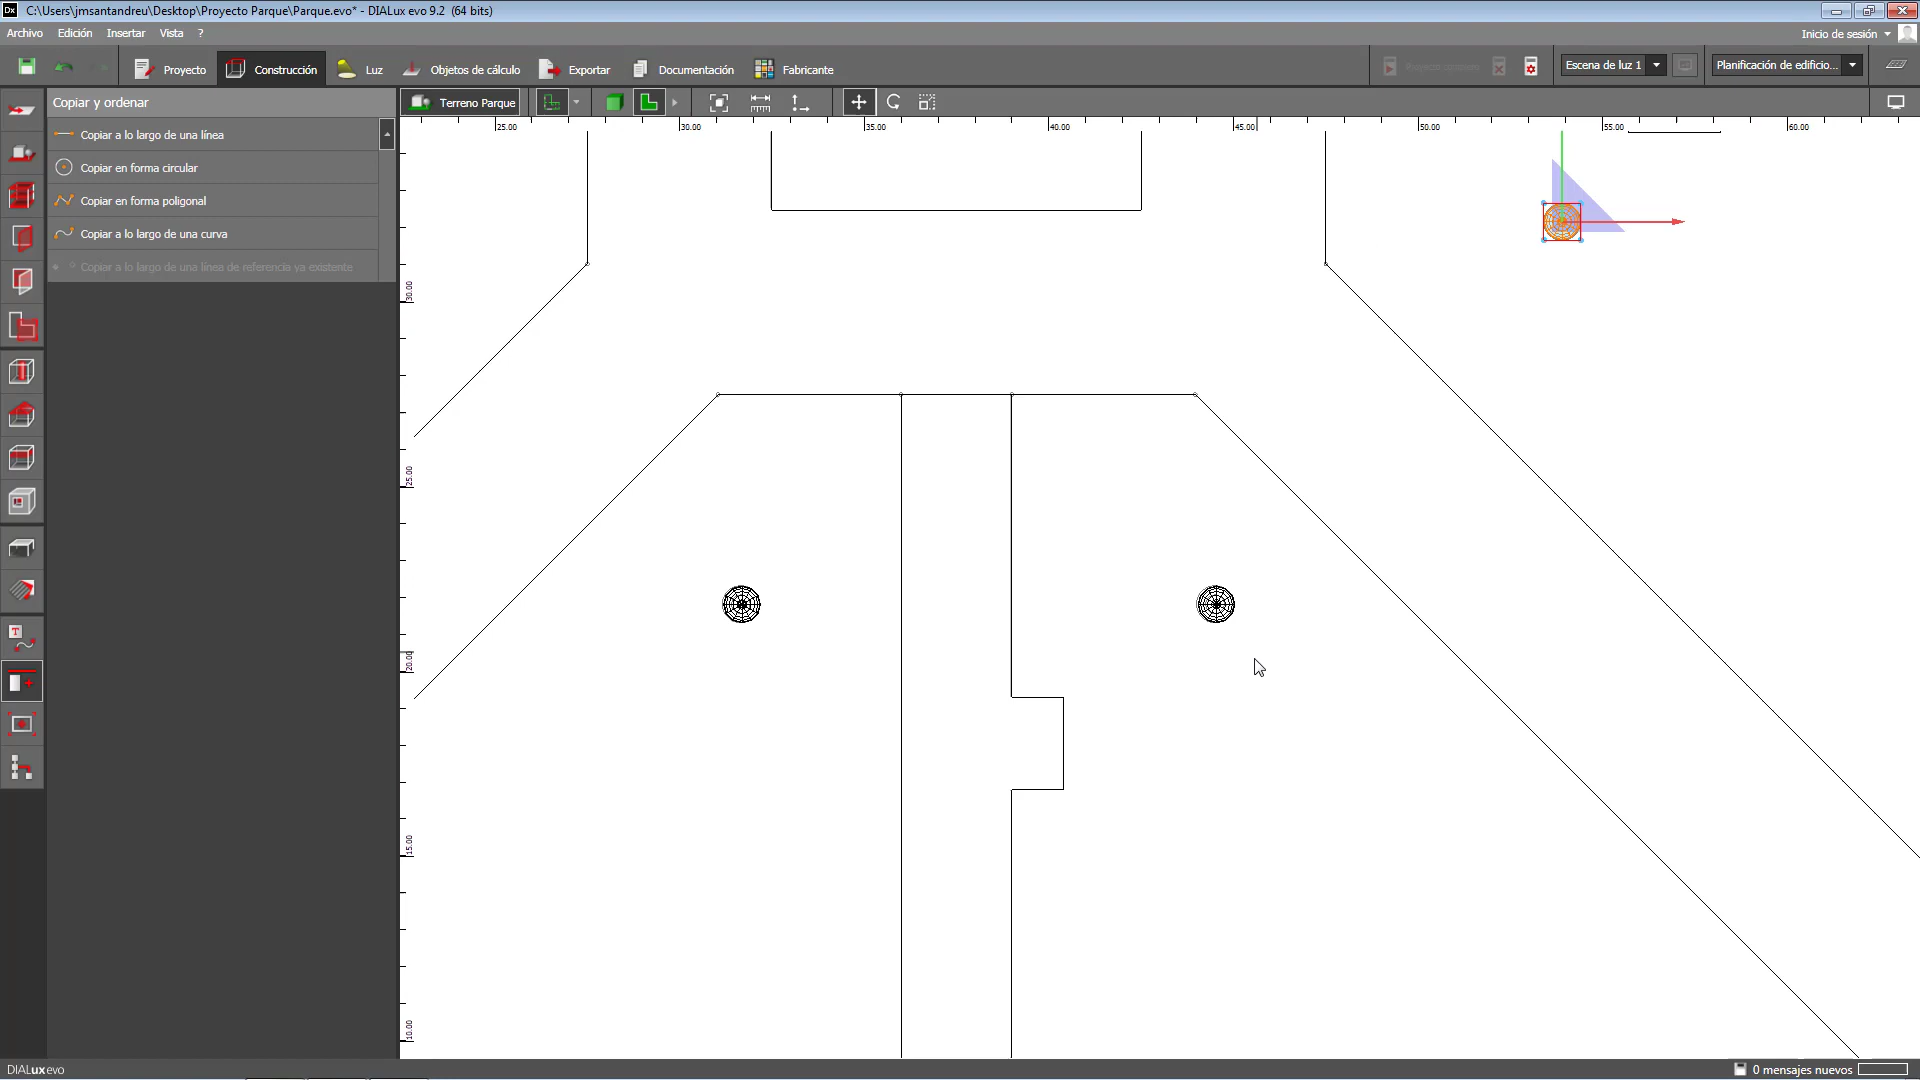 C:\Users\jmsantandreu\Desktop\Proyecto Parque\Parque.evo* - DIALux evo 9.2 (64 bits)
Archivo Edición Insertar Vista ?
Inicio de sesión
Proyecto Construcción Luz Objetos de cálculo Exportar Documentación Fabricante
Escena de luz 1 Planificación de edificio...
Copiar y ordenar
Terreno Parque
Copiar a lo largo de una línea
Copiar en forma circular
Copiar en forma poligonal
Copiar a lo largo de una curva
Copiar a lo largo de una línea de referencia ya existente
25.00 30.00 35.00 40.00 45.00 50.00 55.00 60.00
30.00
25.00
20.00
15.00
10.00
DIALux evo
0 mensajes nuevos